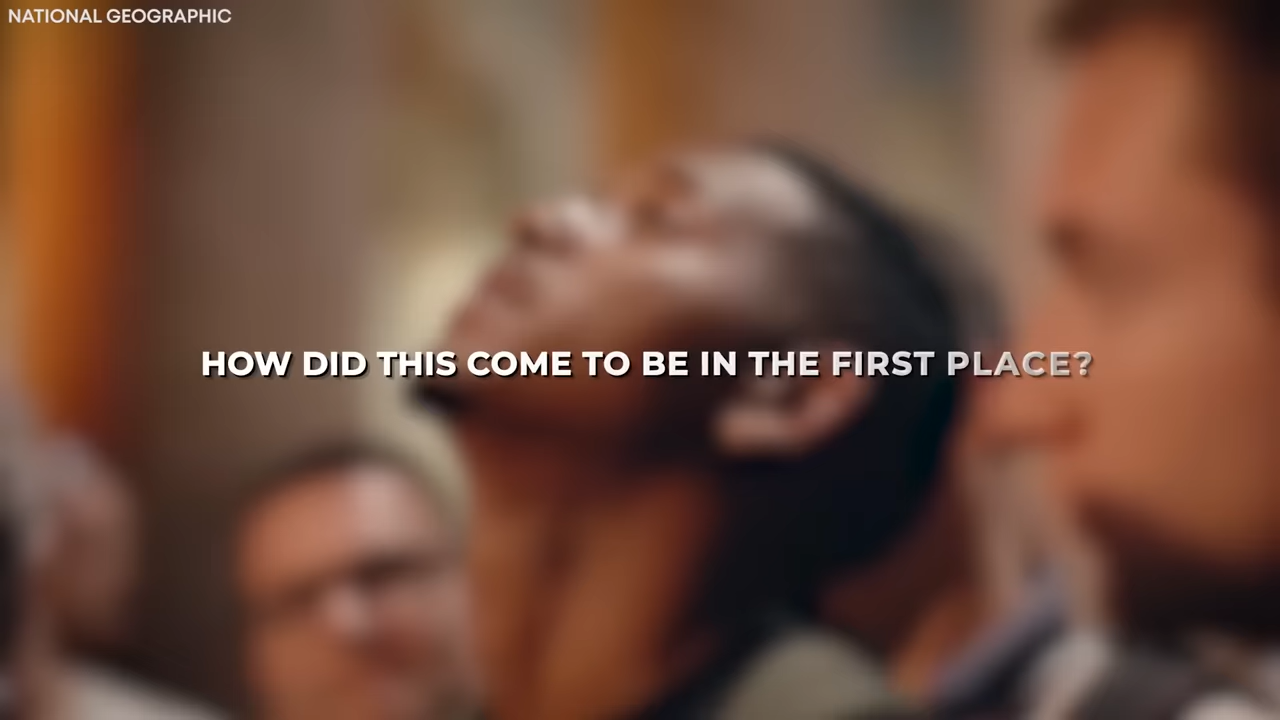 NATIONAL GEOGRAPHIC
HOW DID THIS COME TO BE IN THE FIRST PLACE?